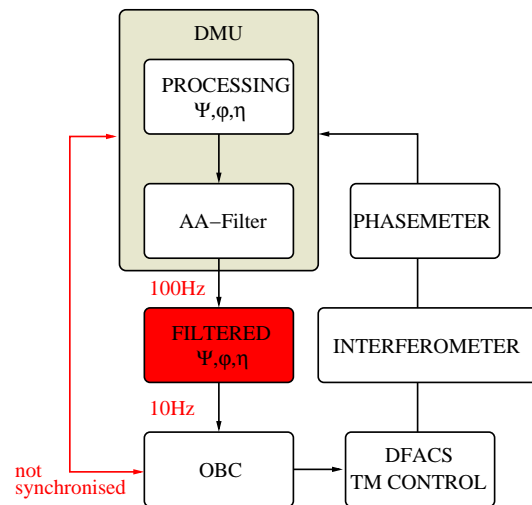 DMU
PROCESSING
Ψ,φ,η
AA−Filter
PHASEMETER
100Hz
FILTERED
Ψ,φ,η
INTERFEROMETER
10Hz
not
synchronised
OBC
DFACS
TM CONTROL